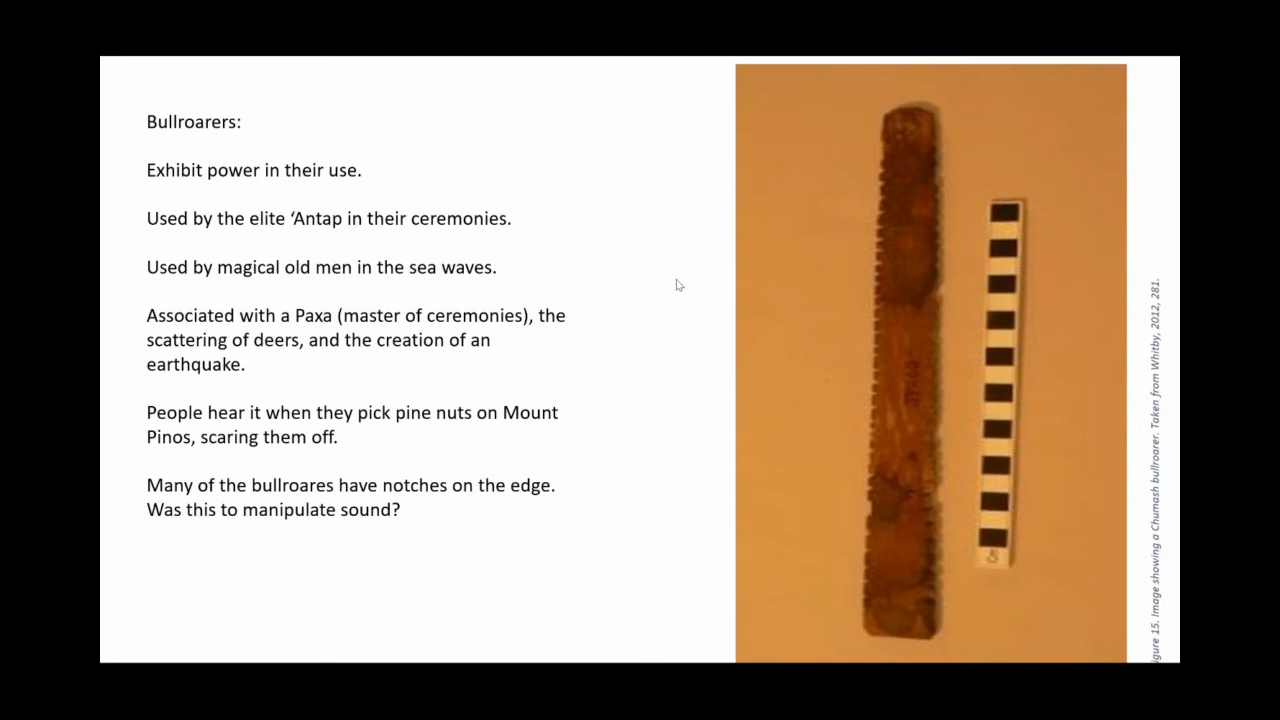 Bullroarers:
Exhibit power in their use.
Used by the elite ‘Antap in their ceremonies.
Used by magical old men in the sea waves.
Associated with a Paxa (master of ceremonies), the
scattering of deers, and the creation of an
earthquake.
People hear it when they pick pine nuts on Mount
Pinos, scaring them off.
Many of the bullroares have notches on the edge.
Was this to manipulate sound?
igure 15. Image showing a Chumash bullroarer. Taken from Whitby, 2012, 281.